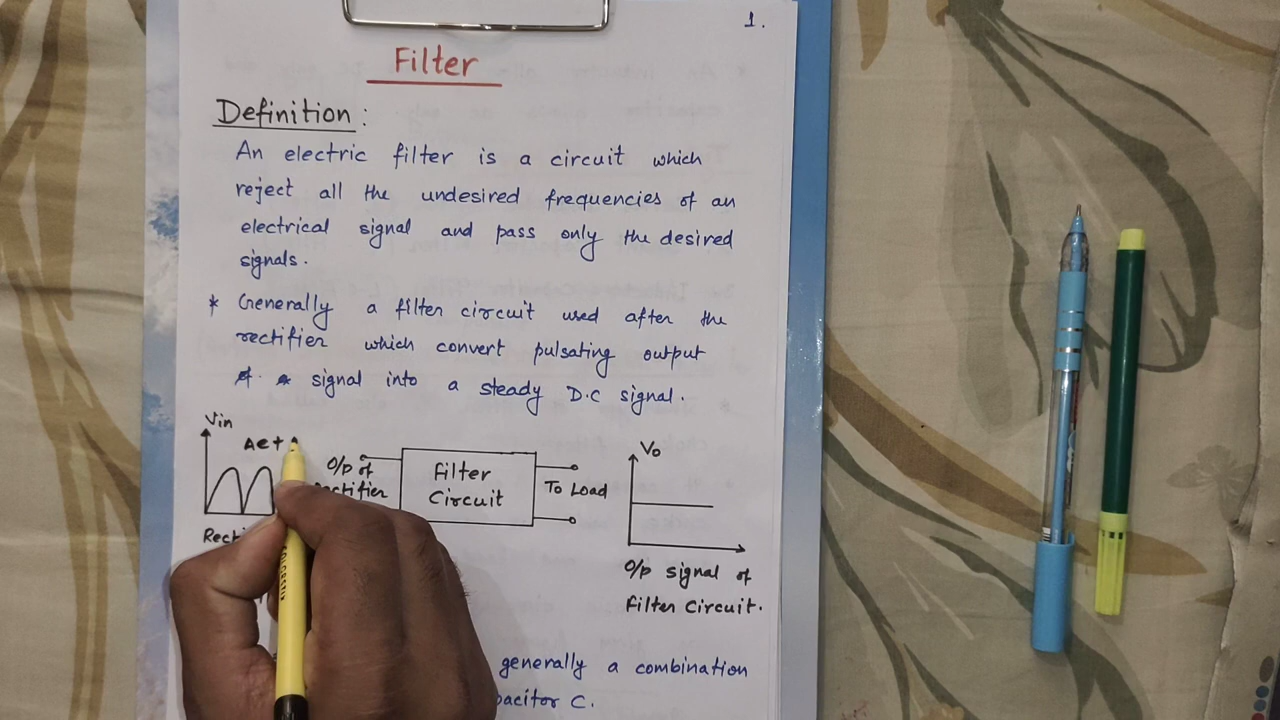 1.
Filter
Definition :
An electric filter is a circuit which
reject all the undesired frequencies of an
electrical signal and pass only the desired
signals.
* Generally a filter circuit used after the
rectifier which convert pulsating output
signal into a steady D.C signal.
Vin
Ac +
O/p of
Filter
Circuit
To Load
Vo
O/p signal of
Filter Circuit.
generally a combination
C.